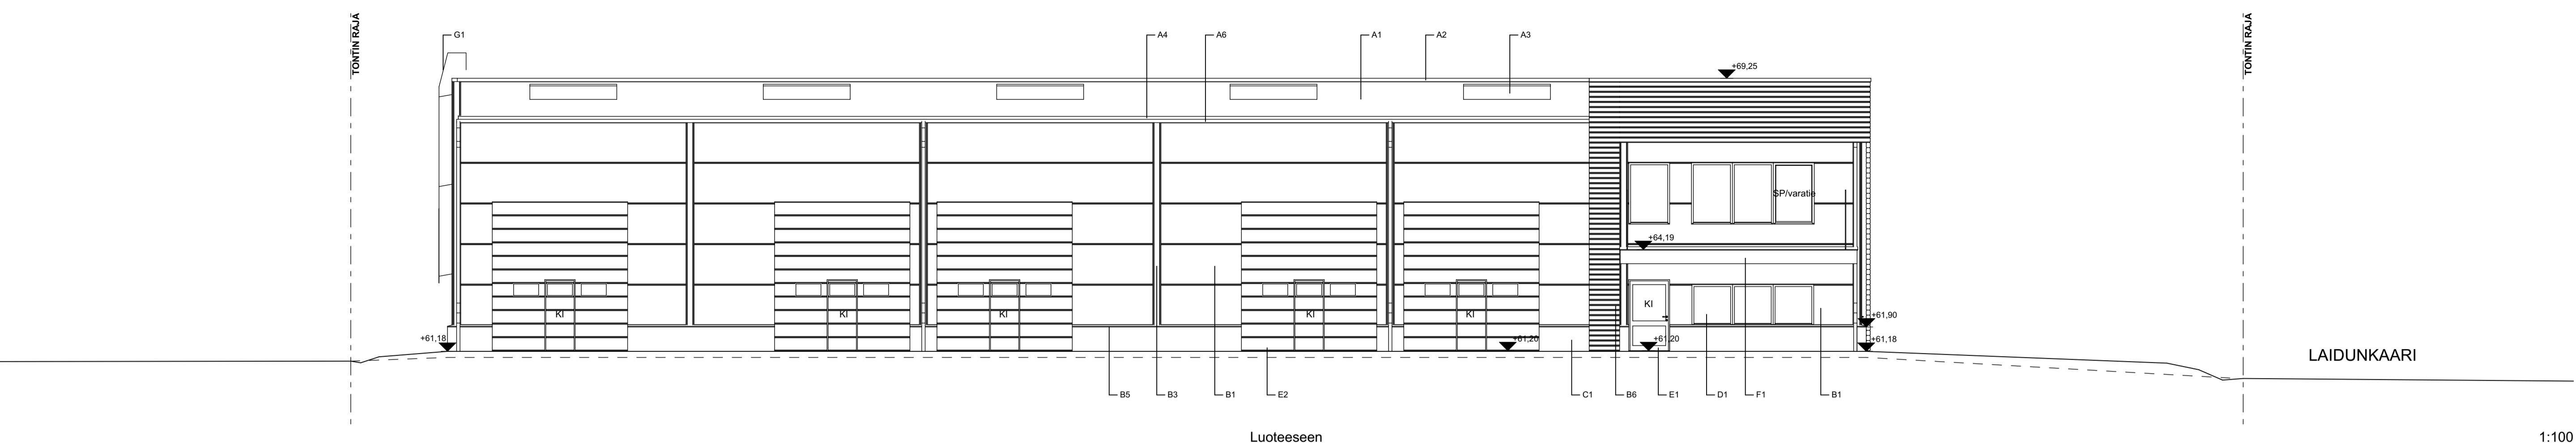 TONTIN RAJA
G1
A4
A6
A1
A2
A3
+69,25
TONTIN RAJA
SP/varatie
+64,19
KI
KI
KI
KI
KI
KI
+61,90
+61,18
+61,20
+61,20
+61,18
LAIDUNKAARI
B5
B3
B1
E2
C1
B6
E1
D1
F1
B1
Luoteeseen
1:100